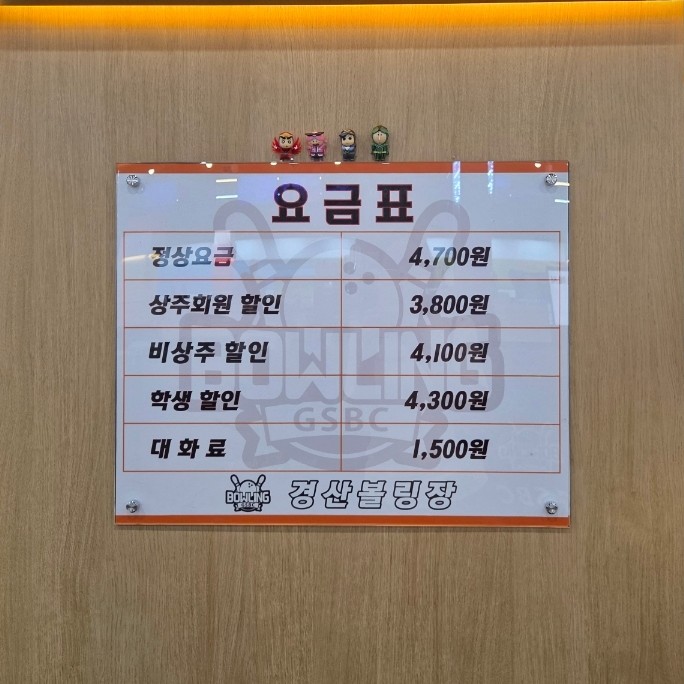 요금표
정상요금 4,700원
상주회원 할인 3,800원
비상주 할인 4,100원
학생 할인 4,300원
대화료 1,500원
BOWLING
GSBC
BOWLING
GSBC
경산볼링장